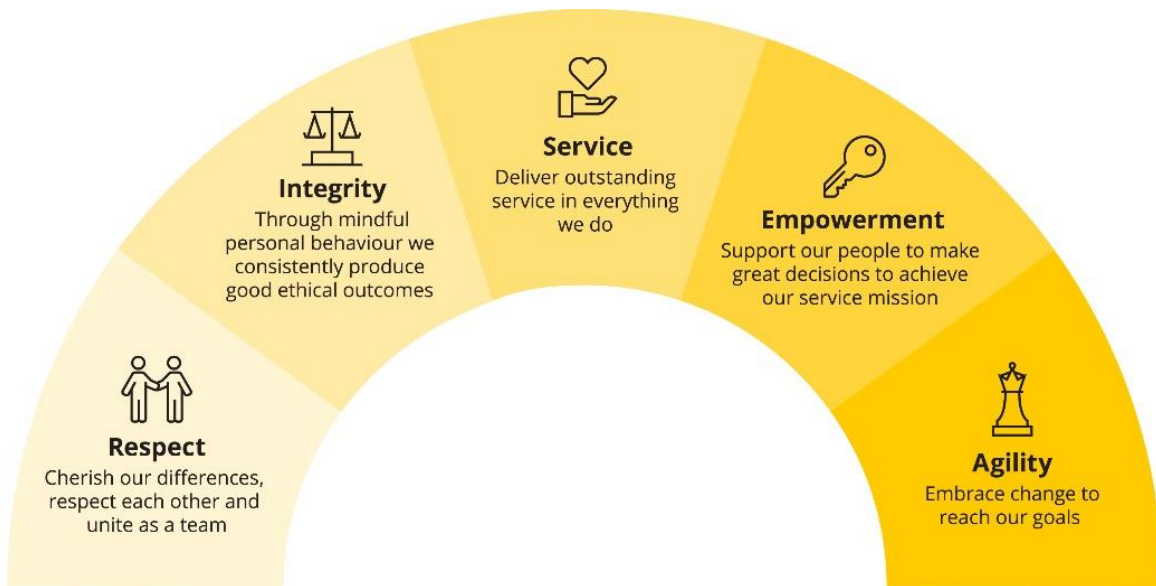 Respect
Cherish our differences,
respect each other and
unite as a team
Integrity
Through mindful
personal behaviour we
consistently produce
good ethical outcomes
Service
Deliver outstanding
service in everything
we do
Empowerment
Support our people to make
great decisions to achieve
our service mission
Agility
Embrace change to
reach our goals